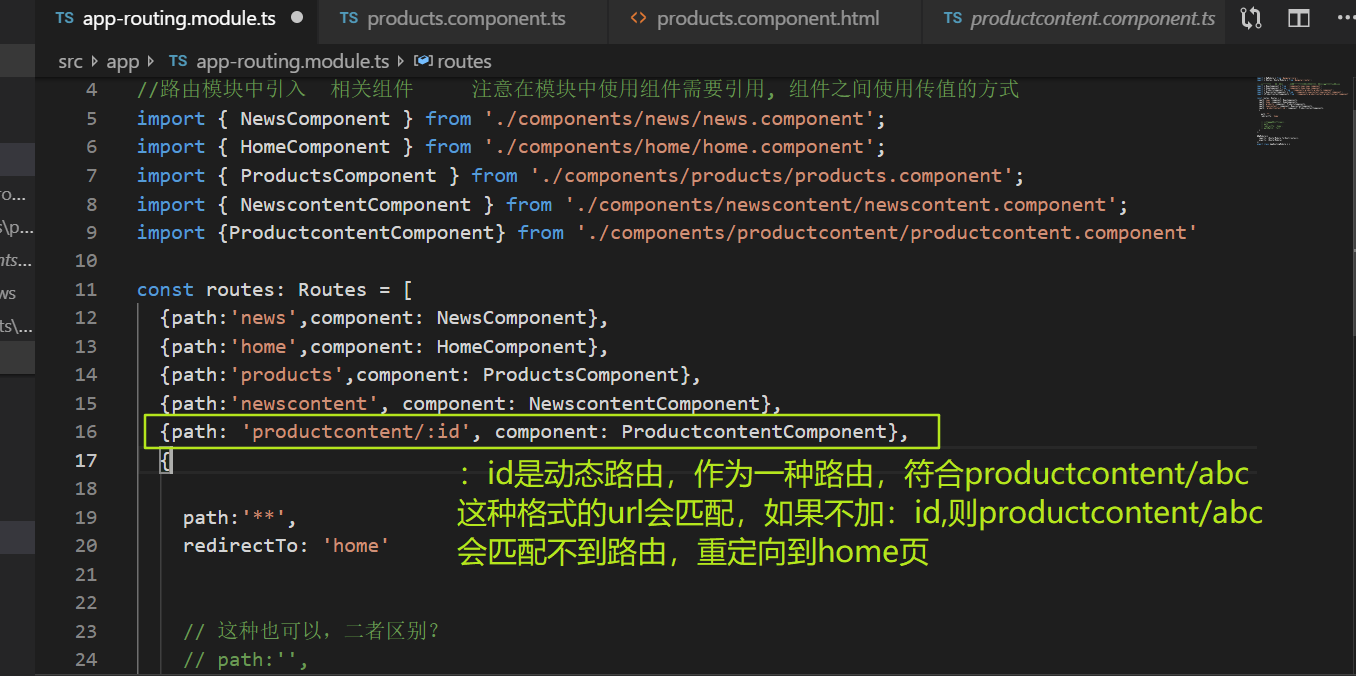 TS app-routing.module.ts ● TS products.component.ts <> products.component.html TS productcontent.component.ts
src > app > TS app-routing.module.ts > routes
4 //路由模块中引入 相关组件 注意在模块中使用组件需要引用, 组件之间使用传值的方式
5 import { NewsComponent } from './components/news/news.component';
6 import { HomeComponent } from './components/home/home.component';
7 import { ProductsComponent } from './components/products/products.component';
8 import { NewscontentComponent } from './components/newscontent/newscontent.component';
9 import {ProductcontentComponent} from './components/productcontent/productcontent.component'
10
11 const routes: Routes = [
12 {path:'news',component: NewsComponent},
13 {path:'home',component: HomeComponent},
14 {path:'products',component: ProductsComponent},
15 {path:'newscontent', component: NewscontentComponent},
16 {path: 'productcontent/:id', component: ProductcontentComponent},
17 {
：id是动态路由，作为一种路由，符合productcontent/abc
18
这种格式的url会匹配，如果不加：id,则productcontent/abc
19 path:'**',
20 redirectTo: 'home'
会匹配不到路由，重定向到home页
21
22
23 // 这种也可以，二者区别?
24 // path:'',
ro...
s\p...
nts...
ws
ts\...